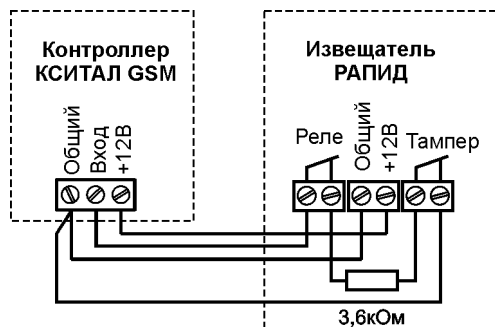 Контроллер
КСИТАЛ GSM
Извещатель
РАПИД
Общий
Вход
+12В
Реле
Общий
+12В
Тампер
3,6кОм